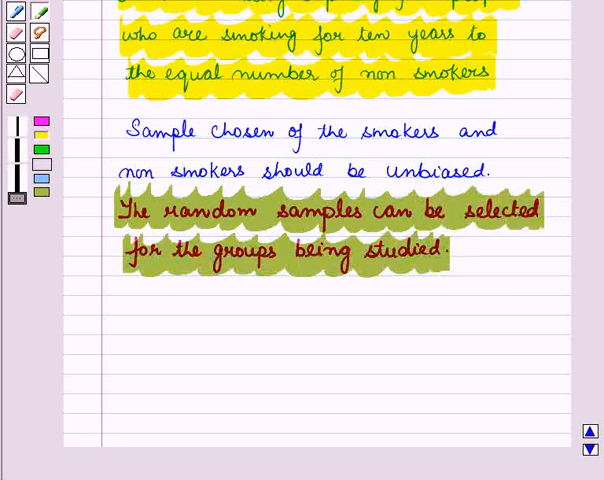 who are smoking for ten years to
the equal number of non smokers
Sample chosen of the smokers and
non smokers should be unbiased.
The random samples can be selected
for the groups being studied.